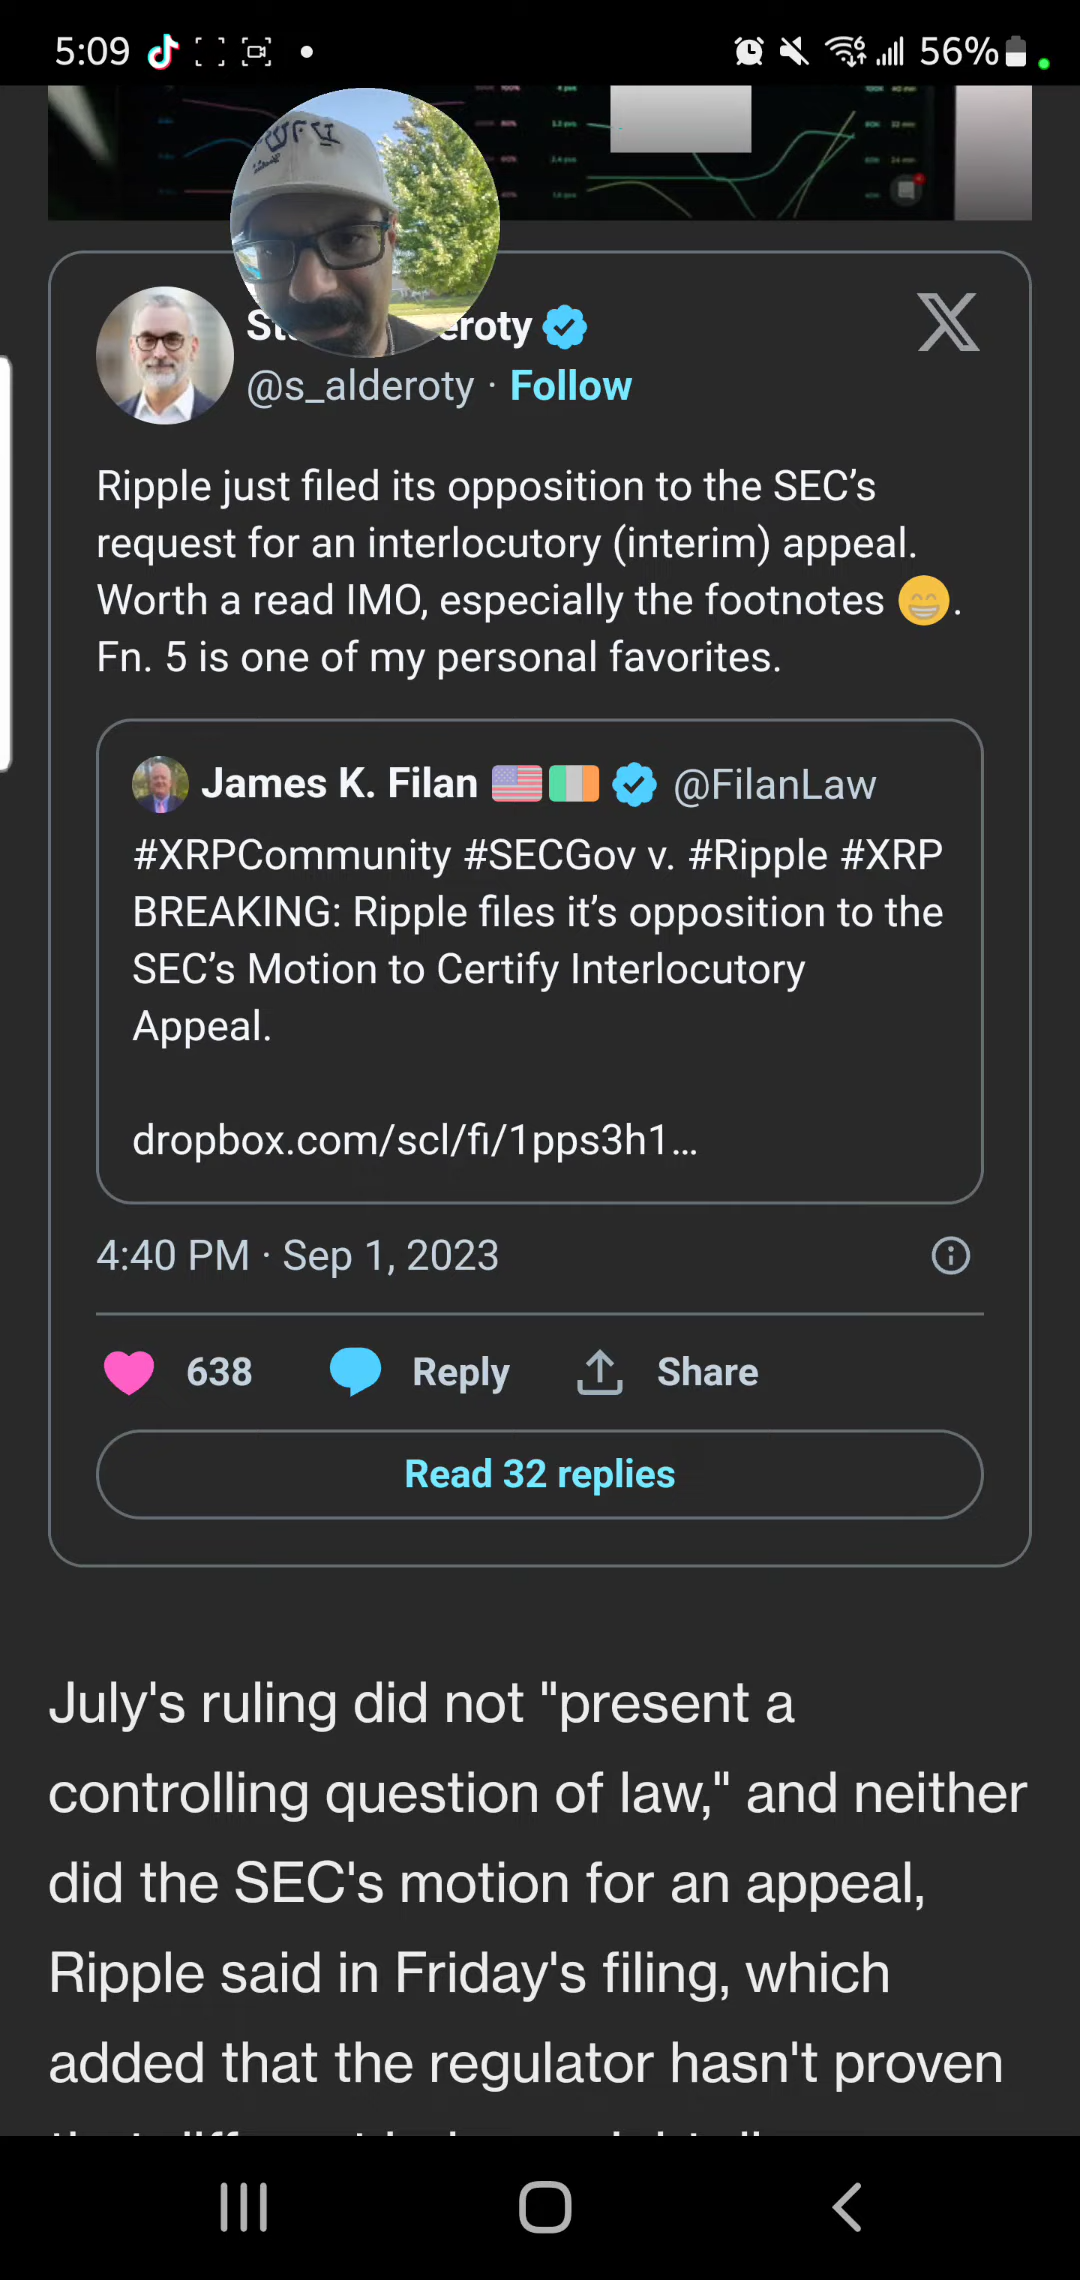 5:09
56%
St eroty
@s_alderoty · Follow
Ripple just filed its opposition to the SEC’s
request for an interlocutory (interim) appeal.
Worth a read IMO, especially the footnotes 😁.
Fn. 5 is one of my personal favorites.
James K. Filan 🇺🇸🇮🇪 @FilanLaw
#XRPCommunity #SECGov v. #Ripple #XRP
BREAKING: Ripple files it’s opposition to the
SEC’s Motion to Certify Interlocutory
Appeal.
dropbox.com/scl/fi/1pps3h1…
4:40 PM · Sep 1, 2023
638 Reply Share
Read 32 replies
July's ruling did not "present a
controlling question of law," and neither
did the SEC's motion for an appeal,
Ripple said in Friday's filing, which
added that the regulator hasn't proven